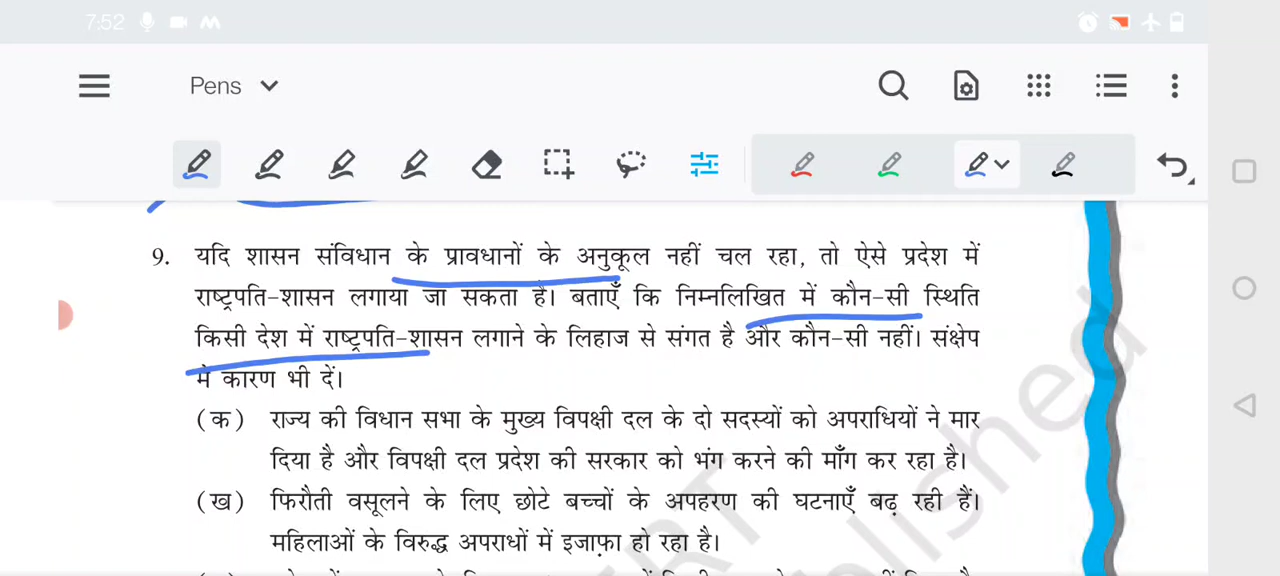 7:52
Pens
9. यदि शासन संविधान के प्रावधानों के अनुकूल नहीं चल रहा, तो ऐसे प्रदेश में
राष्ट्रपति-शासन लगाया जा सकता है। बताएँ कि निम्नलिखित में कौन-सी स्थिति
किसी देश में राष्ट्रपति-शासन लगाने के लिहाज से संगत है और कौन-सी नहीं। संक्षेप
में कारण भी दें।
(क) राज्य की विधान सभा के मुख्य विपक्षी दल के दो सदस्यों को अपराधियों ने मार
दिया है और विपक्षी दल प्रदेश की सरकार को भंग करने की माँग कर रहा है।
(ख) फिरौती वसूलने के लिए छोटे बच्चों के अपहरण की घटनाएँ बढ़ रही हैं।
महिलाओं के विरुद्ध अपराधों में इजाफ़ा हो रहा है।